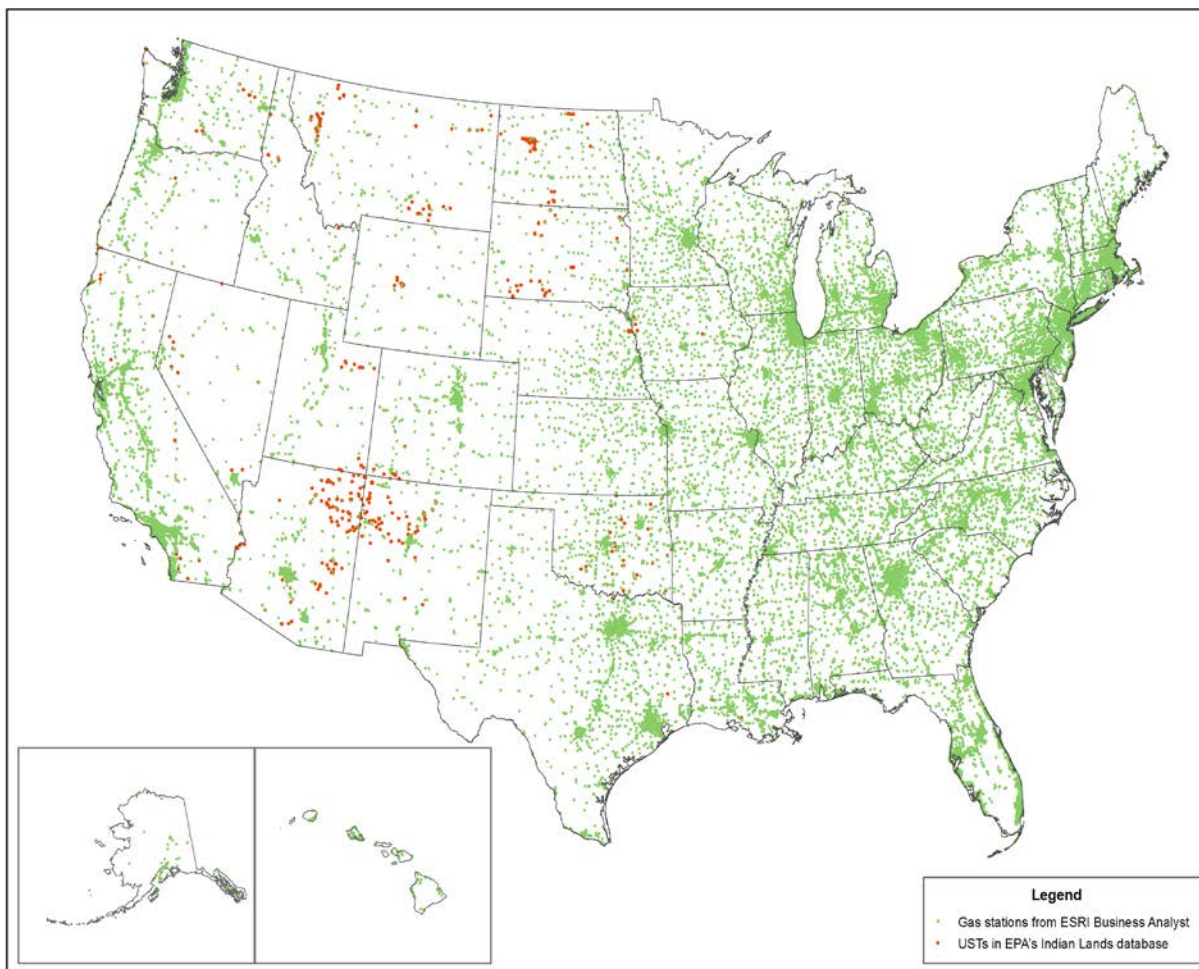 Legend
Gas stations from ESRI Business Analyst
USTs in EPA's Indian Lands database